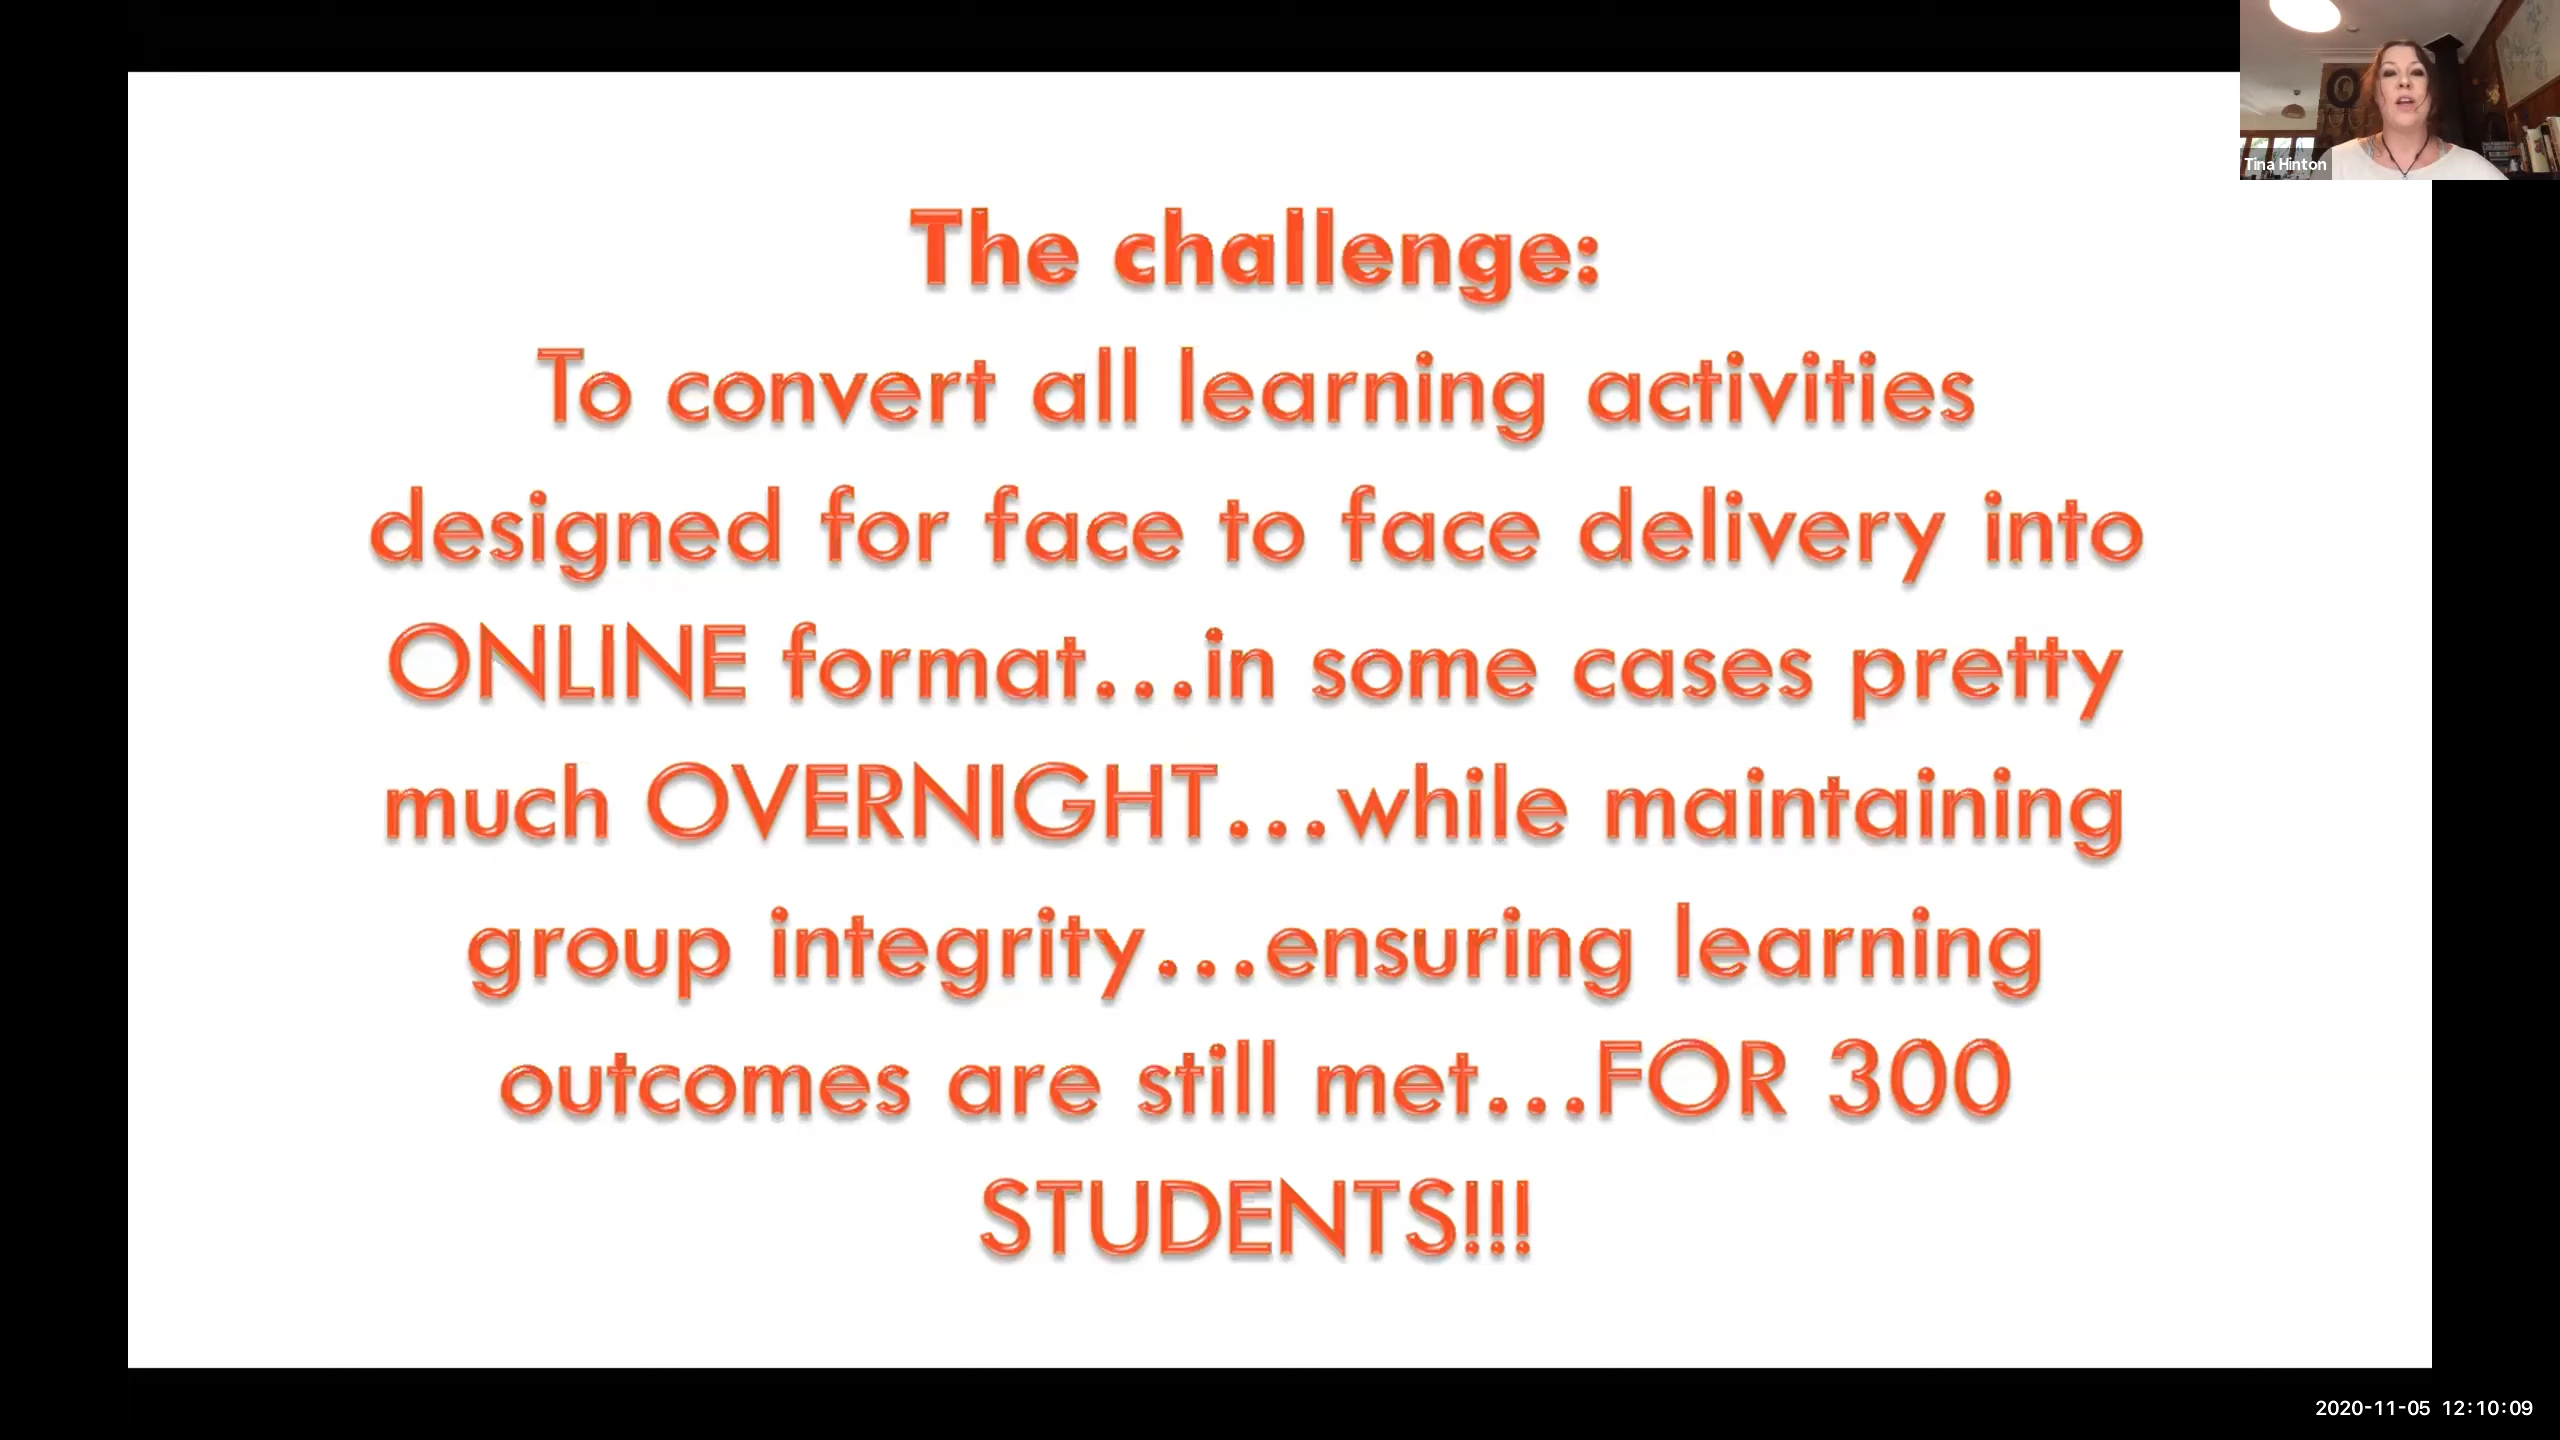 Tina Hinton
The challenge:
To convert all learning activities
designed for face to face delivery into
ONLINE format...in some cases pretty
much OVERNIGHT...while maintaining
group integrity...ensuring learning
outcomes are still met...FOR 300
STUDENTS!!!
2020-11-05 12:10:09